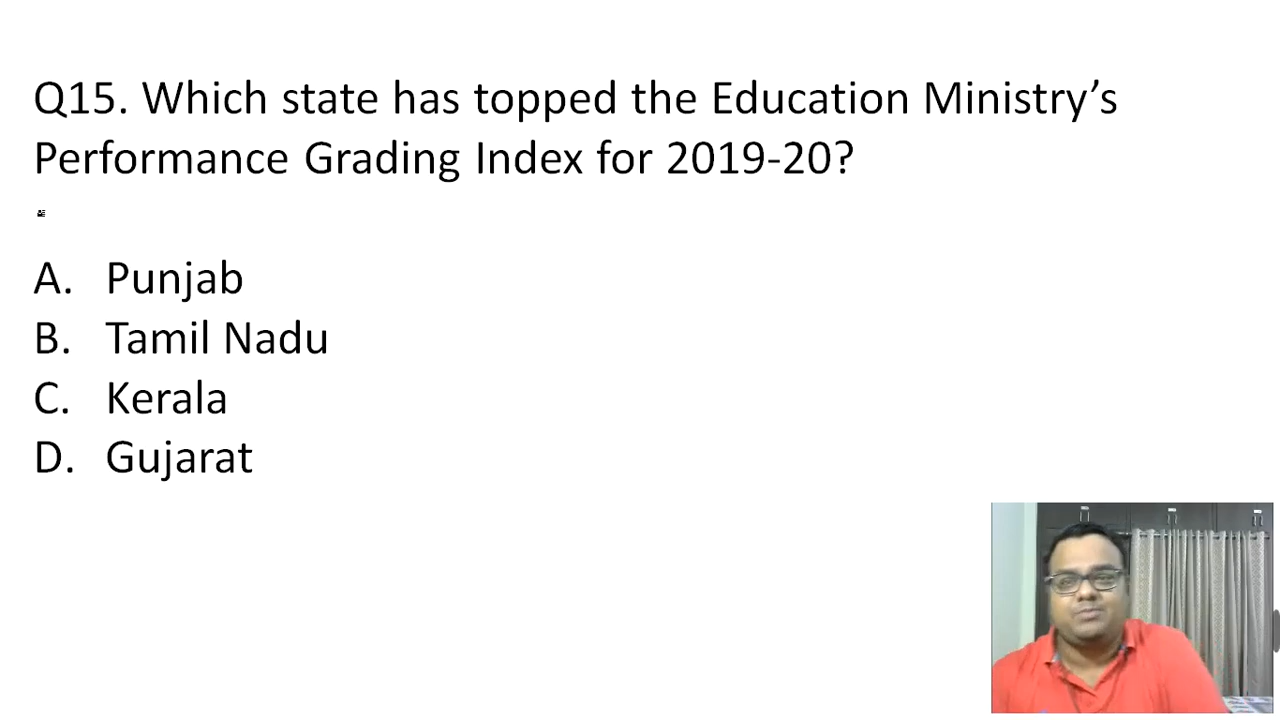 Q15. Which state has topped the Education Ministry’s
Performance Grading Index for 2019-20?
A. Punjab
B. Tamil Nadu
C. Kerala
D. Gujarat